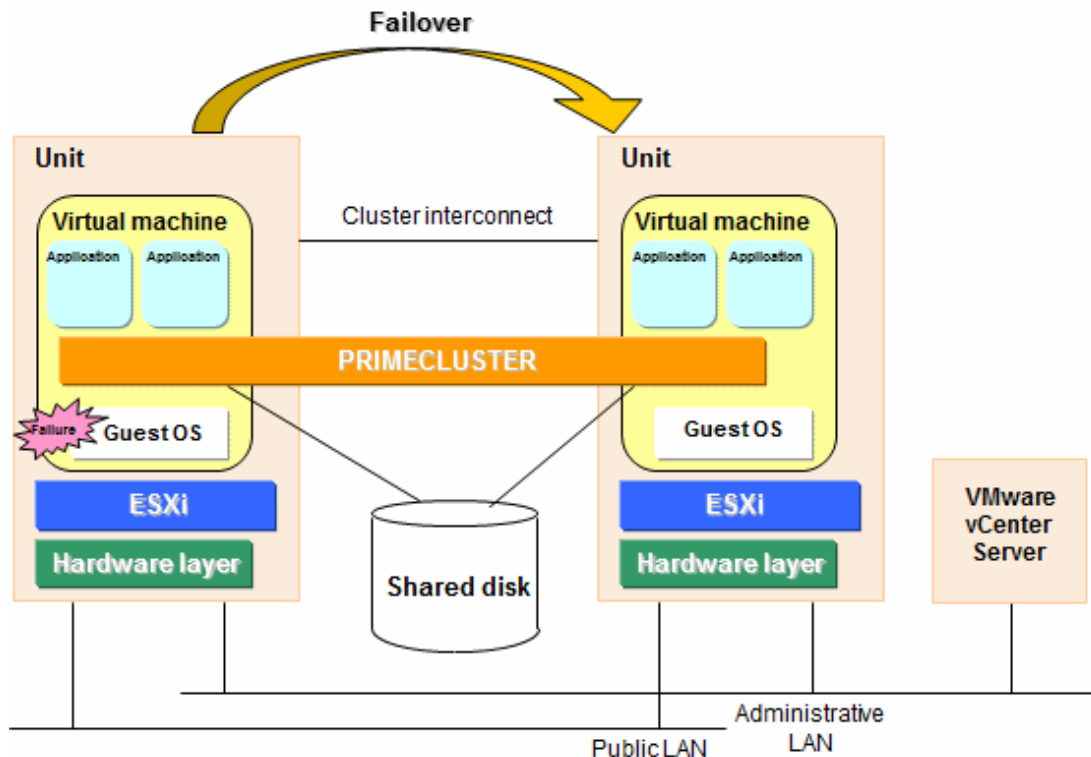 Failover
Unit
Virtual machine
Application
Application
Cluster interconnect
Unit
Virtual machine
Application
Application
PRIMECLUSTER
Failure
Guest OS
Guest OS
ESXi
Hardware layer
Shared disk
ESXi
Hardware layer
VMware
vCenter
Server
Administrative
LAN
Public LAN